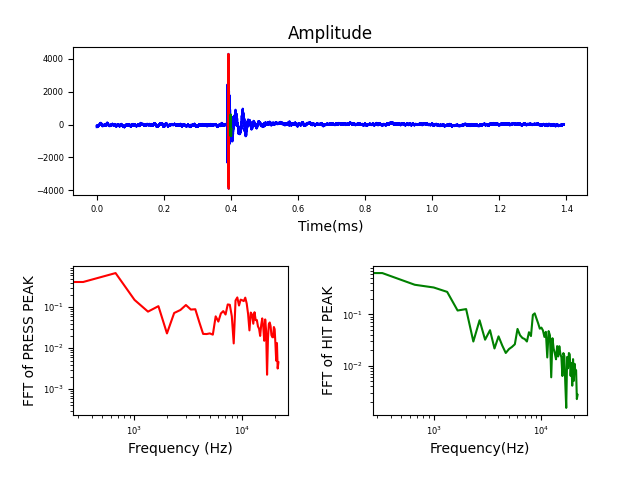 Amplitude
4000
2000
0
−2000
−4000
0.0 0.2 0.4 0.6 0.8 1.0 1.2 1.4
Time(ms)
FFT of PRESS PEAK
10⁻¹
10⁻²
10⁻³
10³ 10⁴
Frequency (Hz)
FFT of HIT PEAK
10⁻¹
10⁻²
10³ 10⁴
Frequency(Hz)